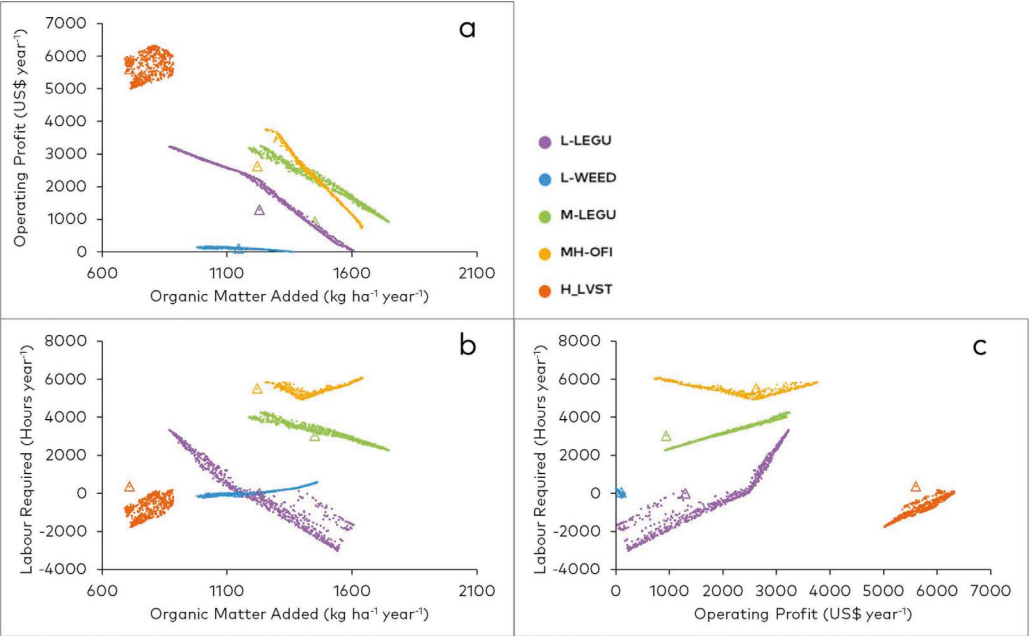 a
Operating Profit (US$ year⁻¹)
7000
6000
5000
4000
3000
2000
1000
0
600 1100 1600 2100
Organic Matter Added (kg ha⁻¹ year⁻¹)
L-LEGU
L-WEED
M-LEGU
MH-OFI
H_LVST
b
Labour Required (Hours year⁻¹)
8000
6000
4000
2000
0
-2000
-4000
600 1100 1600 2100
Organic Matter Added (kg ha⁻¹ year⁻¹)
c
Labour Required (Hours year⁻¹)
8000
6000
4000
2000
0
-2000
-4000
0 1000 2000 3000 4000 5000 6000 7000
Operating Profit (US$ year⁻¹)